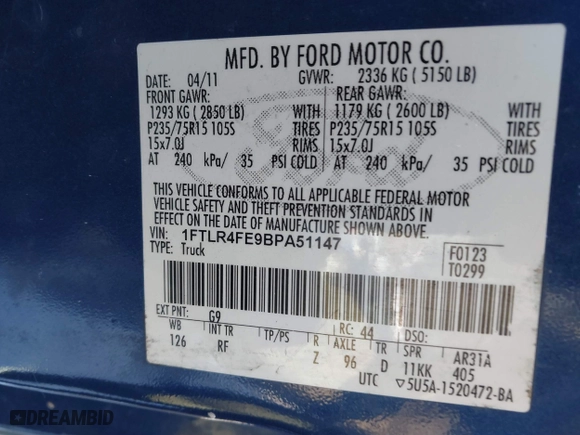 MFD. BY FORD MOTOR CO.
DATE: 04/11 GVWR: 2336 KG ( 5150 LB)
FRONT GAWR: REAR GAWR:
1293 KG ( 2850 LB) WITH 1179 KG ( 2600 LB) WITH
P235/75R15 105S TIRES P235/75R15 105S TIRES
15x7.0J RIMS 15x7.0J RIMS
AT 240 kPa/ 35 PSI COLD AT 240 kPa/ 35 PSI COLD
Ford
THIS VEHICLE CONFORMS TO ALL APPLICABLE FEDERAL MOTOR
VEHICLE SAFETY AND THEFT PREVENTION STANDARDS IN
EFFECT ON THE DATE OF MANUFACTURE SHOWN ABOVE.
VIN: 1FTLR4FE9BPA51147
TYPE: Truck
F0123
T0299
EXT PNT: G9 RC: 44 DSO:
WB INT TR TP/PS R AXLE TR SPR AR31A
126 RF Z 96 D 11KK 405
UTC ▽5U5A-1520472-BA
DREAMBID